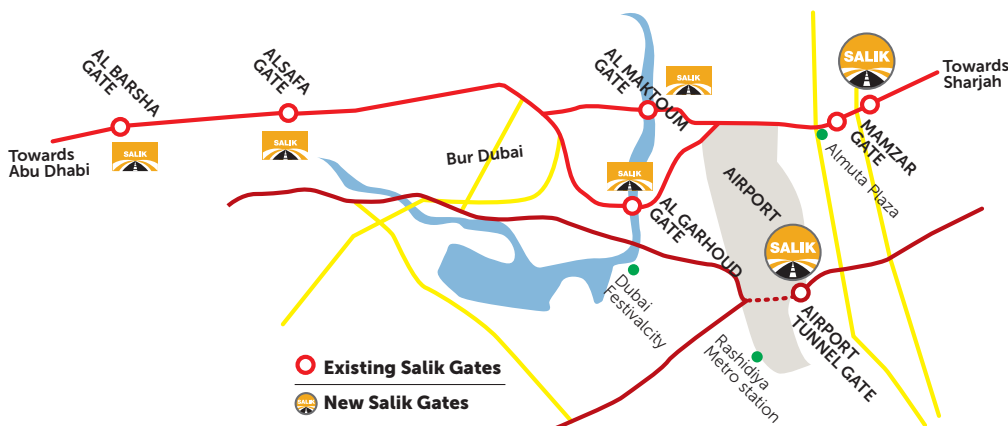 AL BARSHA
GATE
ALSAFA
GATE
AL MAKTOUM
GATE
SALIK
Towards
Sharjah
SALIK
MAMZAR
GATE
Almuta Plaza
SALIK
SALIK
Towards
Abu Dhabi
Bur Dubai
SALIK
AIRPORT
AL GARHOUD
GATE
SALIK
Dubai
Festivalcity
AIRPORT
TUNNEL GATE
Rashidiya
Metro station
Existing Salik Gates
SALIK
New Salik Gates